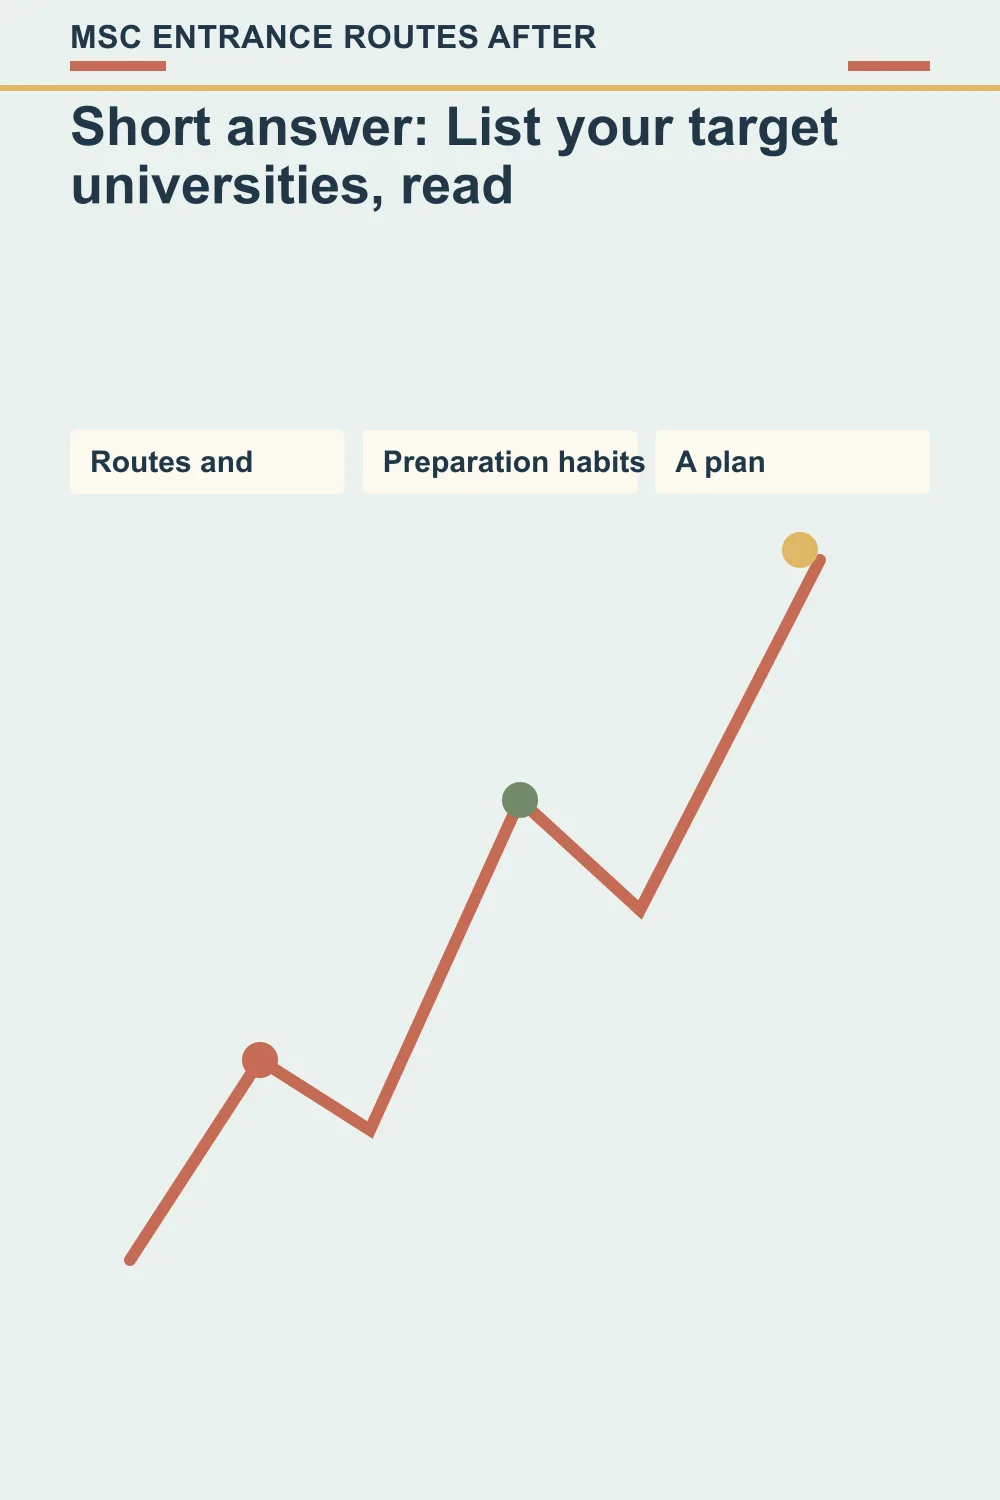 MSC ENTRANCE ROUTES AFTER
Short answer: List your target
universities, read
Routes and
Preparation habits
A plan